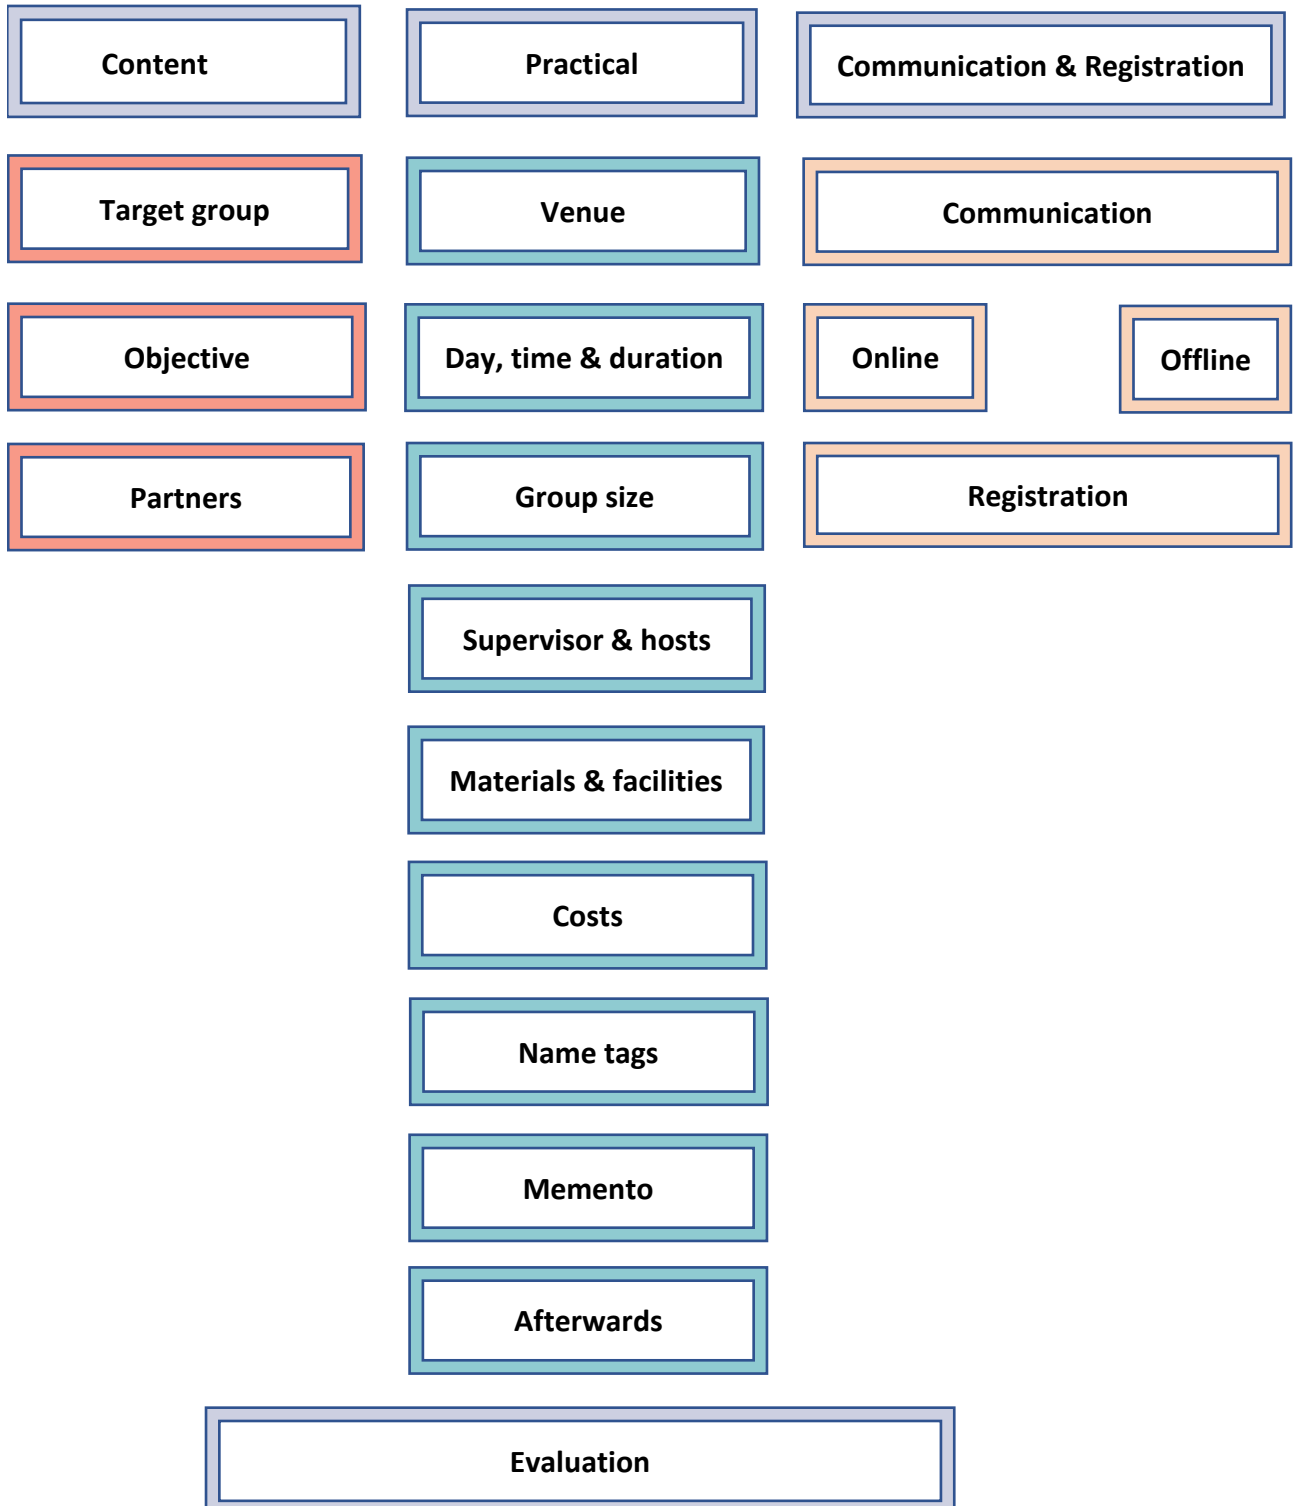 Content
Practical
Communication & Registration
Target group
Venue
Communication
Objective
Day, time & duration
Online
Offline
Partners
Group size
Registration
Supervisor & hosts
Materials & facilities
Costs
Name tags
Memento
Afterwards
Evaluation